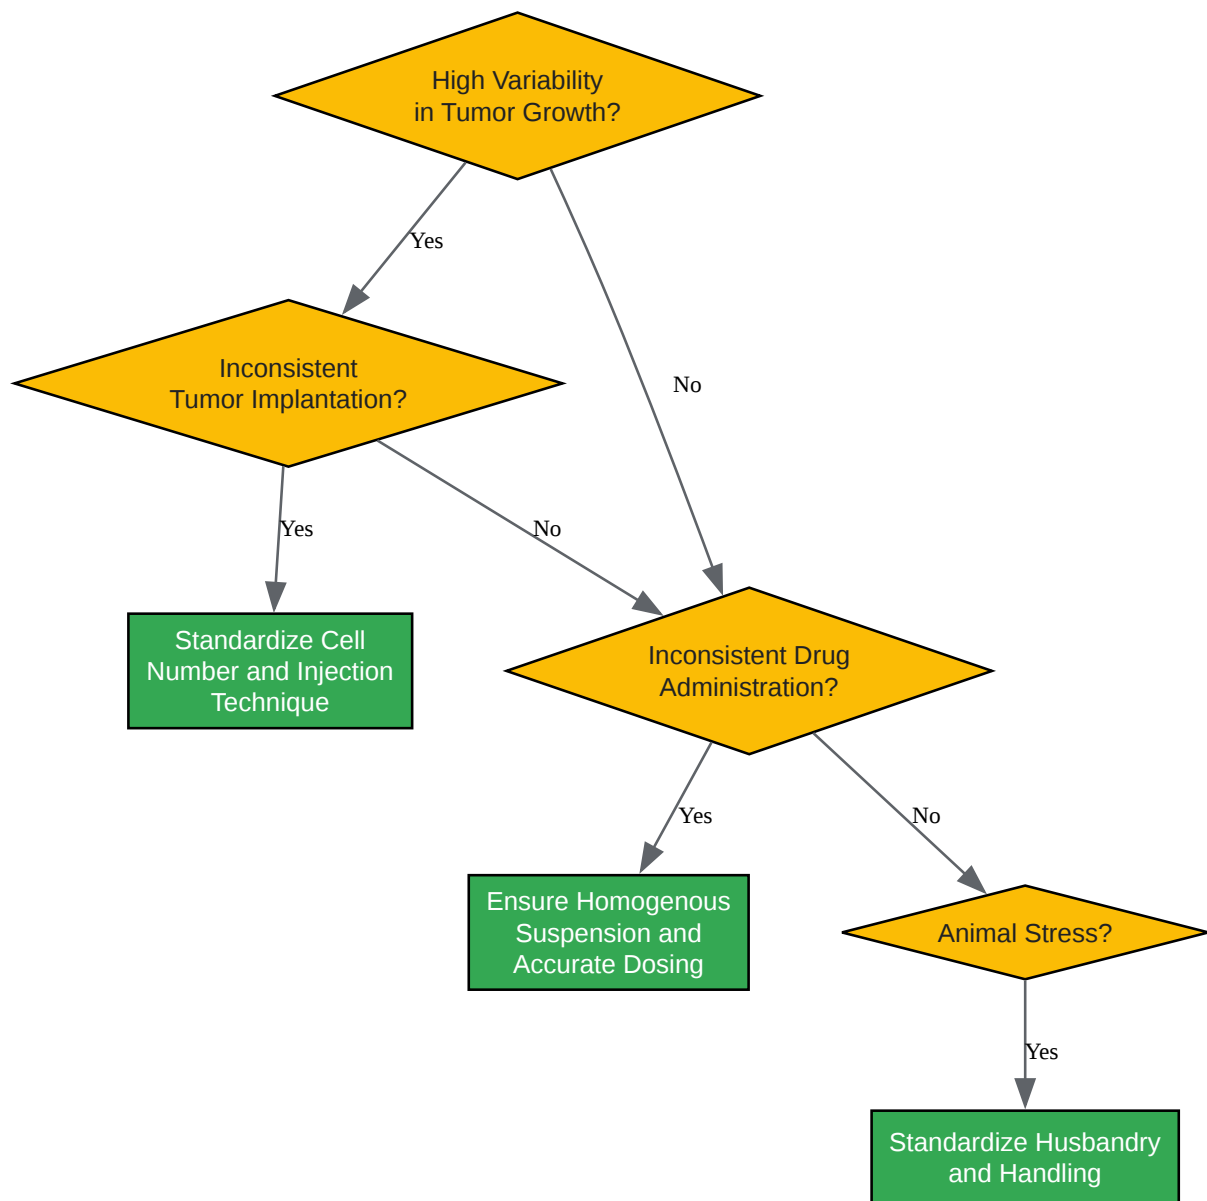 High Variability
in Tumor Growth?
Yes
No
Inconsistent
Tumor Implantation?
Yes
No
Standardize Cell
Number and Injection
Technique
Inconsistent Drug
Administration?
Yes
No
Ensure Homogenous
Suspension and
Accurate Dosing
Animal Stress?
Yes
Standardize Husbandry
and Handling